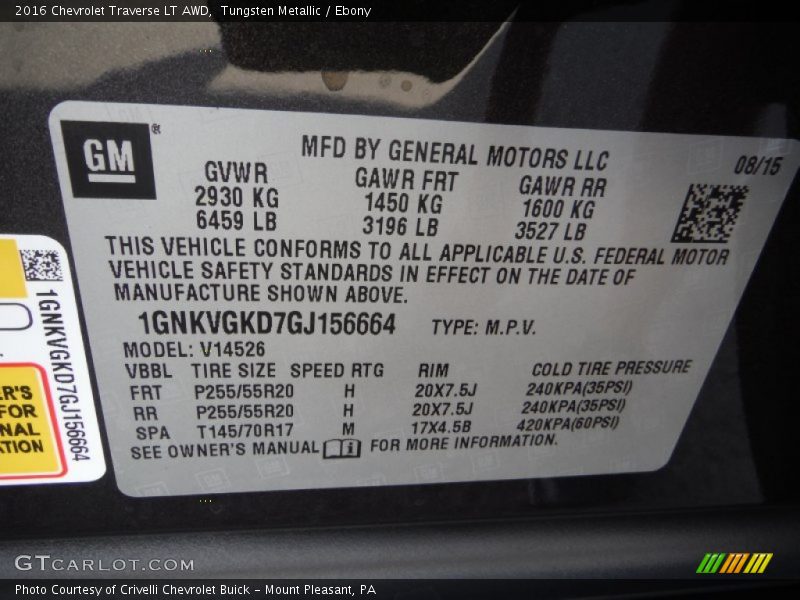 2016 Chevrolet Traverse LT AWD, Tungsten Metallic / Ebony
GM®
MFD BY GENERAL MOTORS LLC
08/15
GVWR GAWR FRT GAWR RR
2930 KG 1450 KG 1600 KG
6459 LB 3196 LB 3527 LB
THIS VEHICLE CONFORMS TO ALL APPLICABLE U.S. FEDERAL MOTOR
VEHICLE SAFETY STANDARDS IN EFFECT ON THE DATE OF
MANUFACTURE SHOWN ABOVE.
1GNKVGKD7GJ156664 TYPE: M.P.V.
MODEL: V14526
VBBL TIRE SIZE SPEED RTG RIM COLD TIRE PRESSURE
FRT P255/55R20 H 20X7.5J 240KPA(35PSI)
RR P255/55R20 H 20X7.5J 240KPA(35PSI)
SPA T145/70R17 M 17X4.5B 420KPA(60PSI)
SEE OWNER'S MANUAL i FOR MORE INFORMATION.
1GNKVGKD7GJ156664
ER'S
FOR
NAL
ATION
GTCARLOT.COM
Photo Courtesy of Crivelli Chevrolet Buick – Mount Pleasant, PA